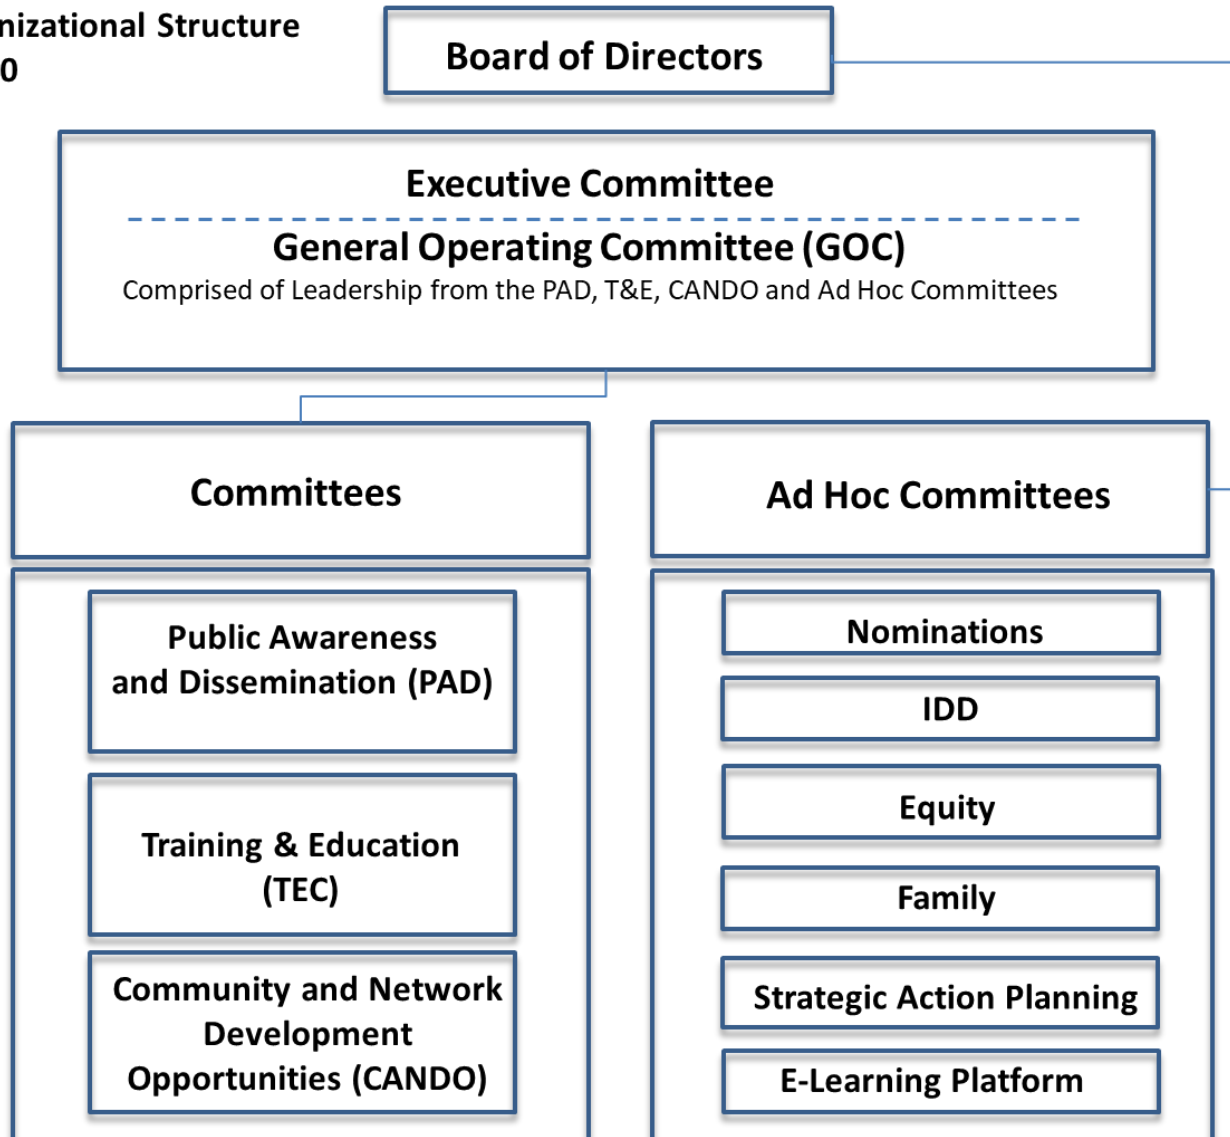 nizational Structure
0
Board of Directors
Executive Committee
General Operating Committee (GOC)
Comprised of Leadership from the PAD, T&E, CANDO and Ad Hoc Committees
Committees
Public Awareness
and Dissemination (PAD)
Training & Education
(TEC)
Community and Network
Development
Opportunities (CANDO)
Ad Hoc Committees
Nominations
IDD
Equity
Family
Strategic Action Planning
E-Learning Platform